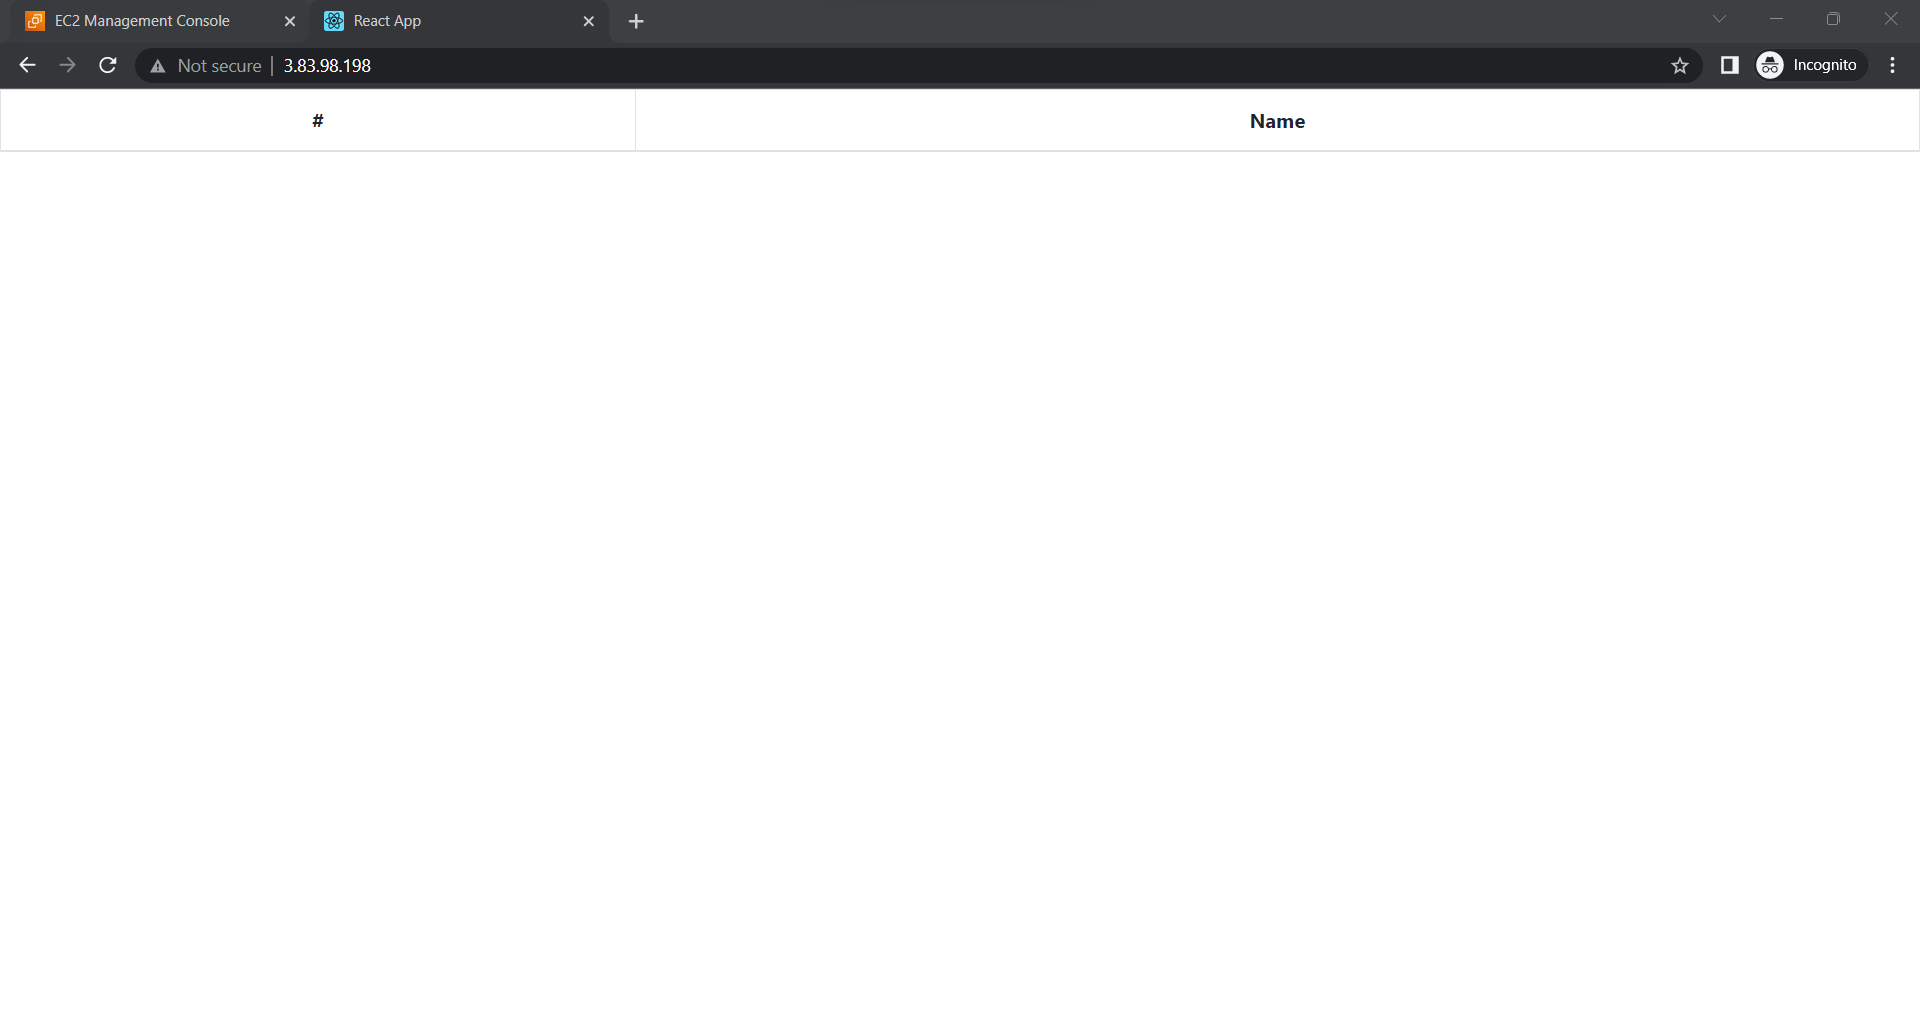 EC2 Management Console
React App
Not secure
3.83.98.198
Incognito
# Name